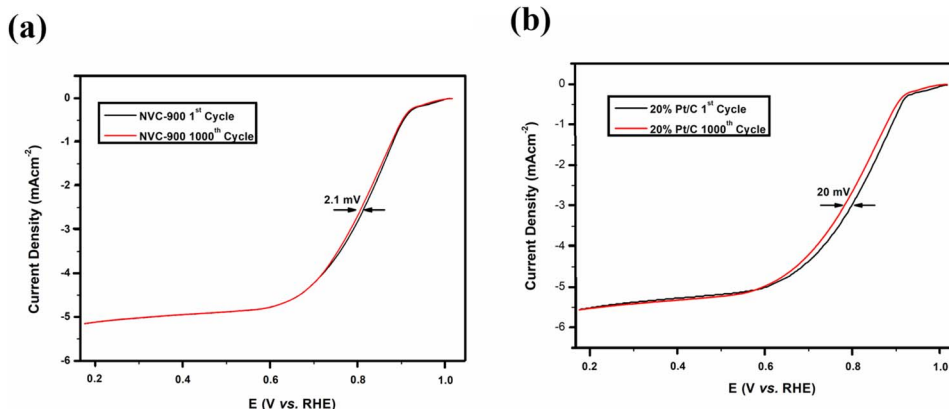 (a)
NVC-900 1st Cycle
NVC-900 1000th Cycle
2.1 mV
0
-1
-2
-3
-4
-5
-6
0.2 0.4 0.6 0.8 1.0
Current Density (mAcm-2)
E (V vs. RHE)
(b)
20% Pt/C 1st Cycle
20% Pt/C 1000th Cycle
20 mV
0
-1
-2
-3
-4
-5
-6
0.2 0.4 0.6 0.8 1.0
Current Density (mAcm-2)
E (V vs. RHE)